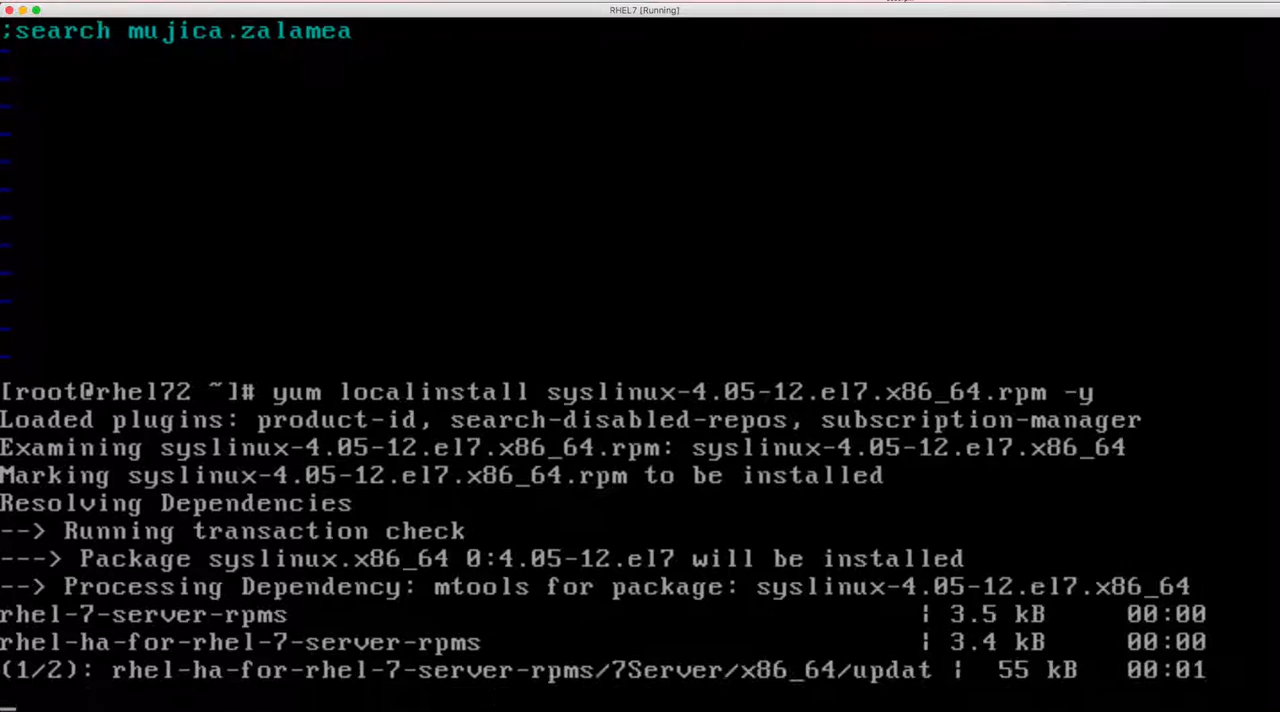 RHEL7 [Running]
;search mujica.zalamea
~
~
~
~
~
~
~
~
~
~
~
~
[root@rhel72 ~]# yum localinstall syslinux-4.05-12.el7.x86_64.rpm -y
Loaded plugins: product-id, search-disabled-repos, subscription-manager
Examining syslinux-4.05-12.el7.x86_64.rpm: syslinux-4.05-12.el7.x86_64
Marking syslinux-4.05-12.el7.x86_64.rpm to be installed
Resolving Dependencies
--> Running transaction check
---> Package syslinux.x86_64 0:4.05-12.el7 will be installed
--> Processing Dependency: mtools for package: syslinux-4.05-12.el7.x86_64
rhel-7-server-rpms | 3.5 kB 00:00
rhel-ha-for-rhel-7-server-rpms | 3.4 kB 00:00
(1/2): rhel-ha-for-rhel-7-server-rpms/7Server/x86_64/updat | 55 kB 00:01